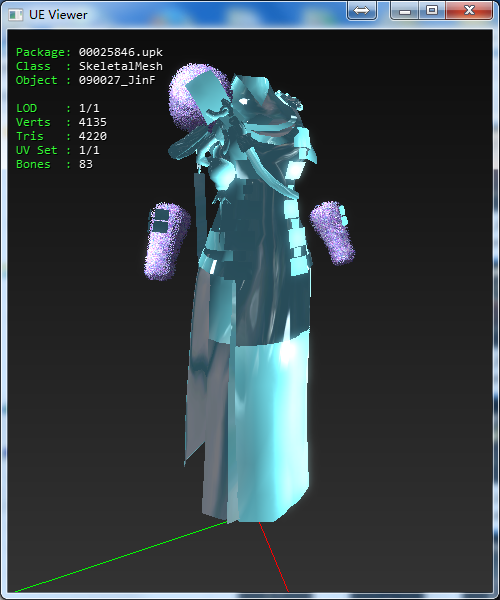 UE Viewer
Package: 00025846.upk
Class : SkeletalMesh
Object : 090027_JinF
LOD : 1/1
Verts : 4135
Tris : 4220
UV Set : 1/1
Bones : 83